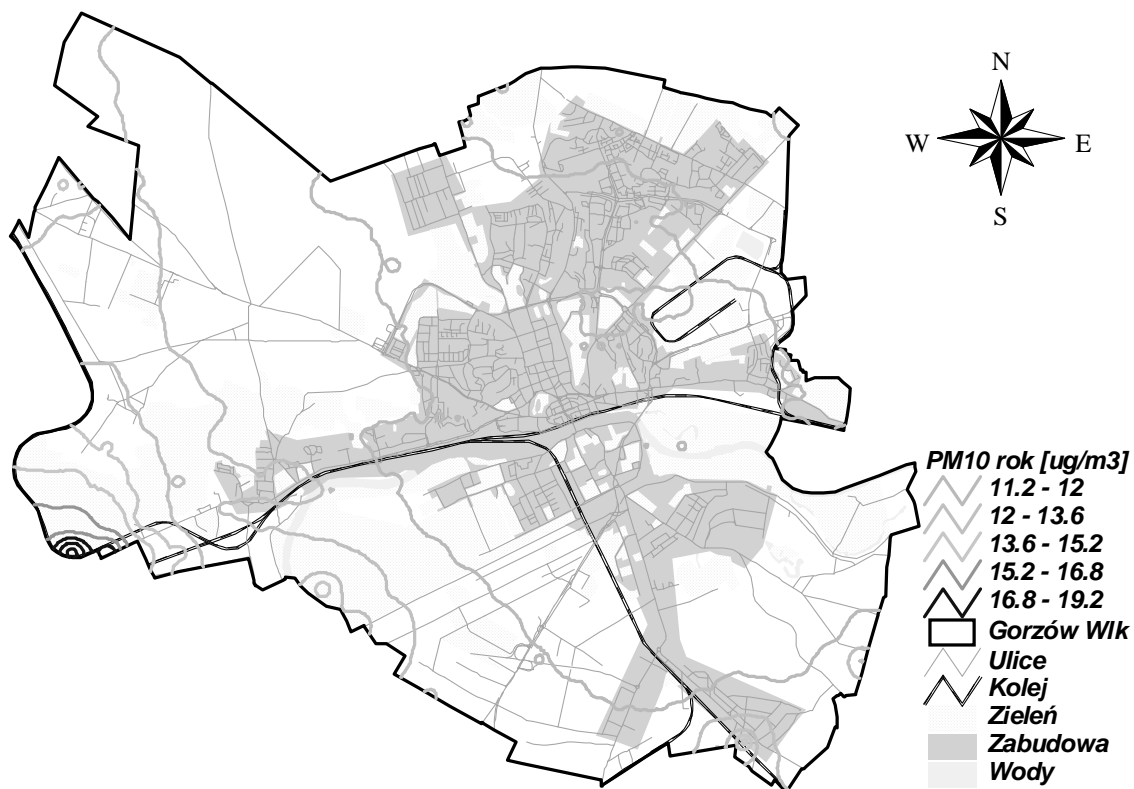 N
W E
S
PM10 rok [ug/m3]
11.2 - 12
12 - 13.6
13.6 - 15.2
15.2 - 16.8
16.8 - 19.2
Gorzów Wlk
Ulice
Kolej
Zieleń
Zabudowa
Wody